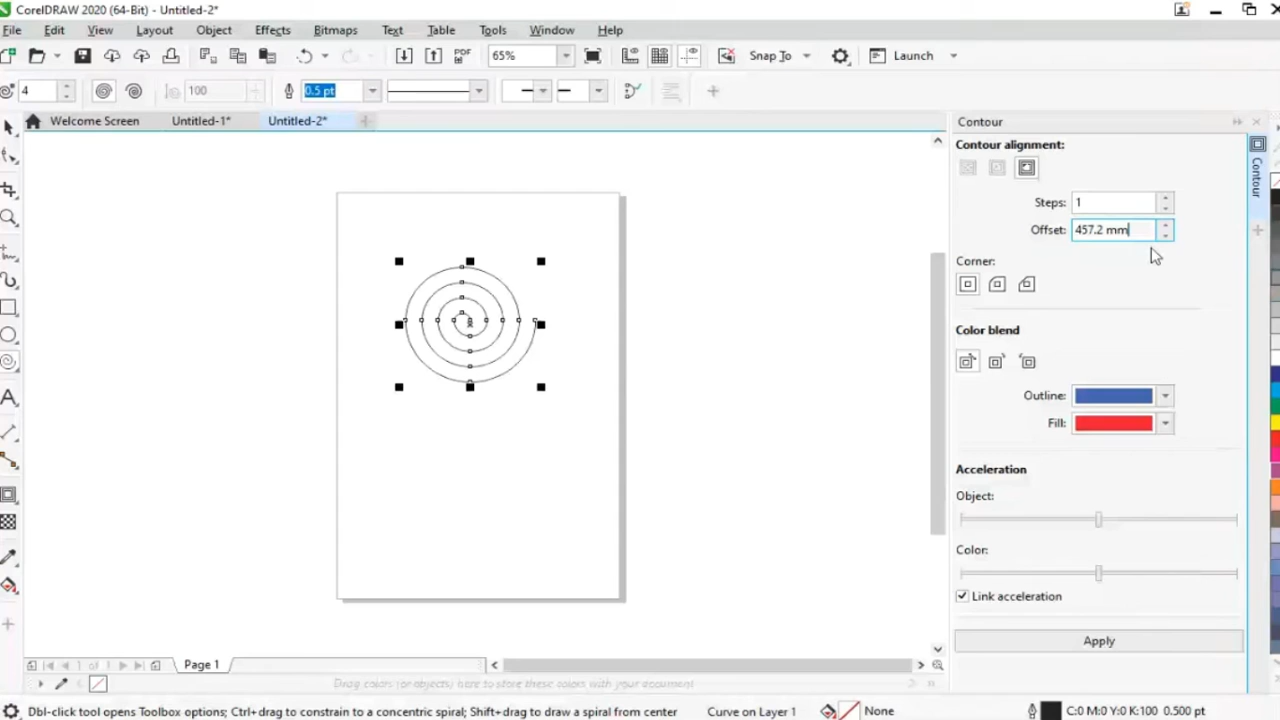 CorelDRAW 2020 (64-Bit) - Untitled-2*
File Edit View Layout Object Effects Bitmaps Text Table Tools Window Help
PDF 65% Snap To Launch
4 100 0.5 pt
Welcome Screen Untitled-1* Untitled-2*
Contour
Contour alignment:
Contour
Steps: 1
Offset: 457.2 mm
Corner:
Color blend
Outline:
Fill:
Acceleration
Object:
Color:
Link acceleration
Apply
1 of 1 Page 1
Drag colors (or objects) here to store these colors with your document
Dbl-click tool opens Toolbox options; Ctrl+drag to constrain to a concentric spiral; Shift+drag to draw a spiral from center Curve on Layer 1 None C:0 M:0 Y:0 K:100 0.500 pt